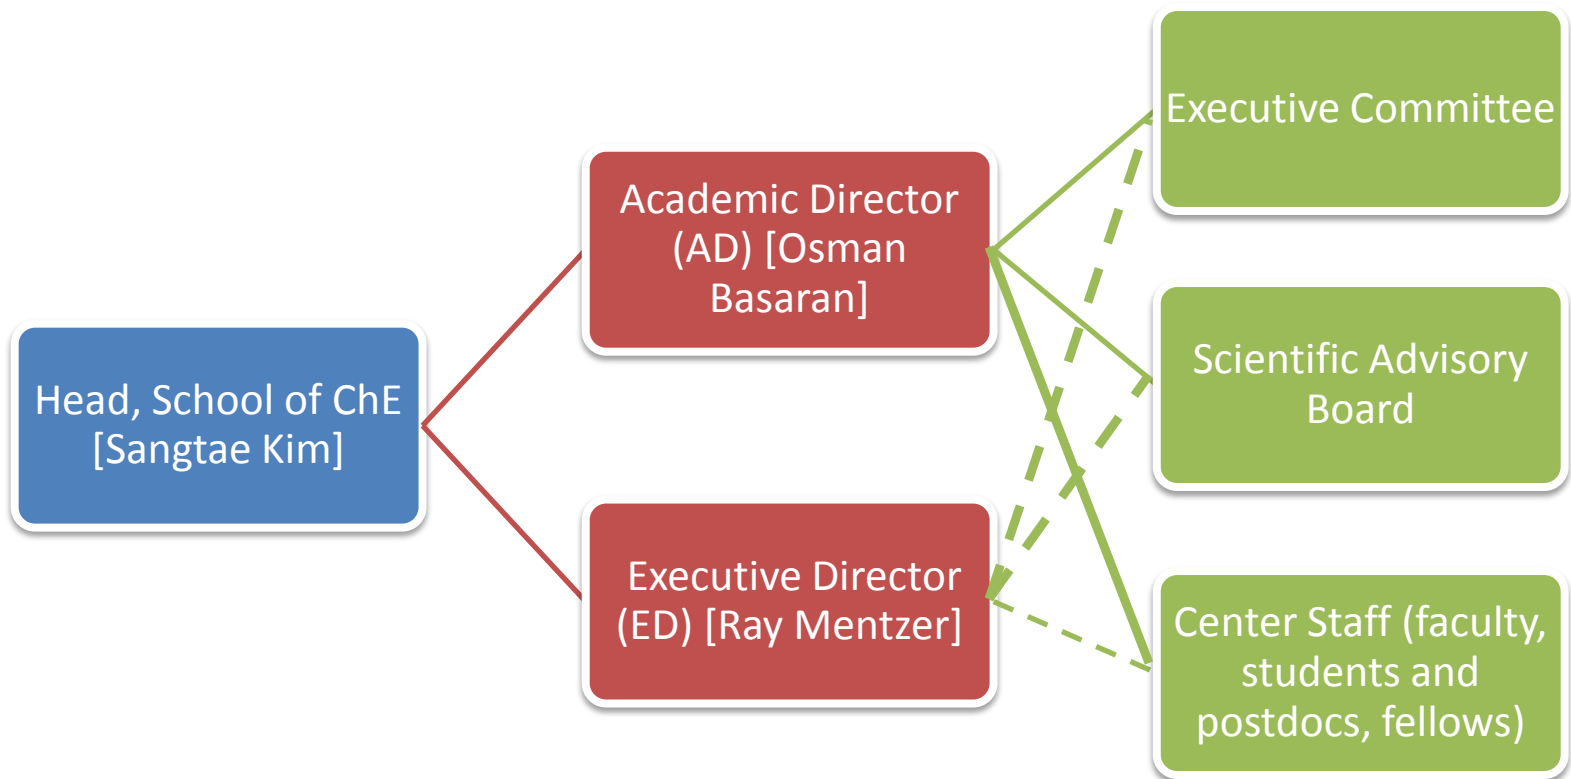 Head, School of ChE
[Sangtae Kim]
Academic Director
(AD) [Osman
Basaran]
Executive Director
(ED) [Ray Mentzer]
Executive Committee
Scientific Advisory
Board
Center Staff (faculty,
students and
postdocs, fellows)